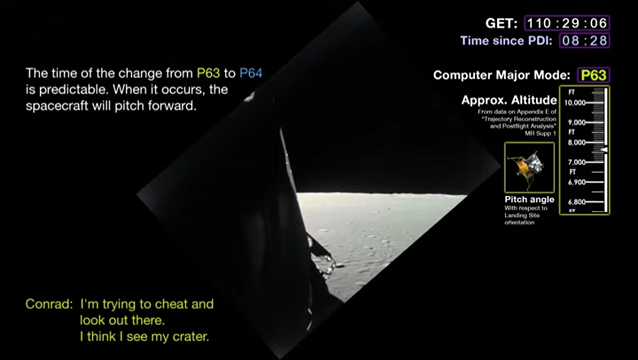 GET: 110:29:06
Time since PDI: 08:28
The time of the change from P63 to P64
is predictable. When it occurs, the
spacecraft will pitch forward.
Computer Major Mode: P63
Approx. Altitude
From data on Appendix E of
"Trajectory Reconstruction
and Postflight Analysis"
MR Supp 1
FT
10,000
9,000
FT
8,000
7,000
FT
6,900
6,800
FT
Pitch angle
With respect to
Landing Site
orientation
Conrad: I'm trying to cheat and
look out there.
I think I see my crater.